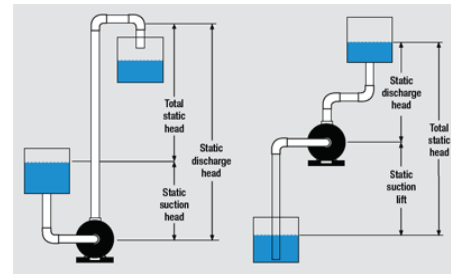 Total
static
head
Static
discharge
head
Static
suction
head
Static
discharge
head
Total
static
head
Static
suction
lift